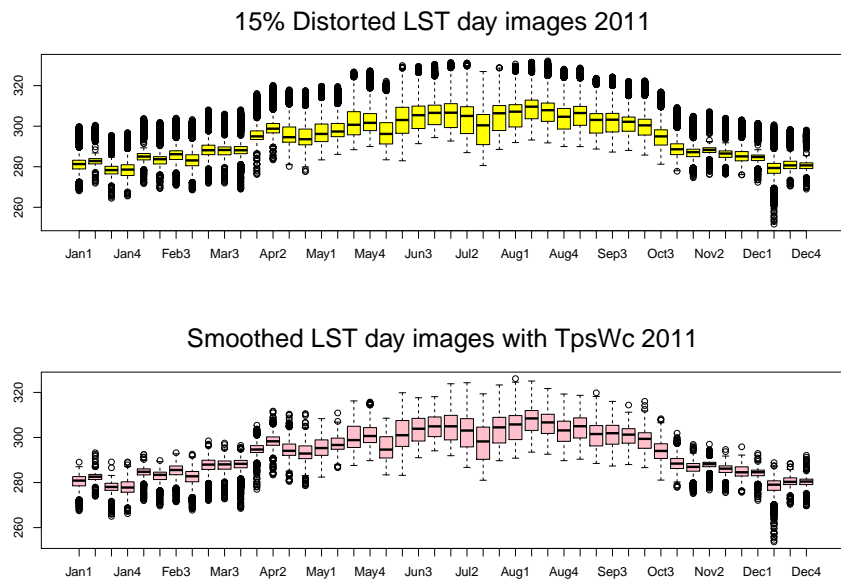 15% Distorted LST day images 2011
320
300
280
260
Jan1 Jan4 Feb3 Mar3 Apr2 May1 May4 Jun3 Jul2 Aug1 Aug4 Sep3 Oct3 Nov2 Dec1 Dec4
Smoothed LST day images with TpsWc 2011
320
300
280
260
Jan1 Jan4 Feb3 Mar3 Apr2 May1 May4 Jun3 Jul2 Aug1 Aug4 Sep3 Oct3 Nov2 Dec1 Dec4